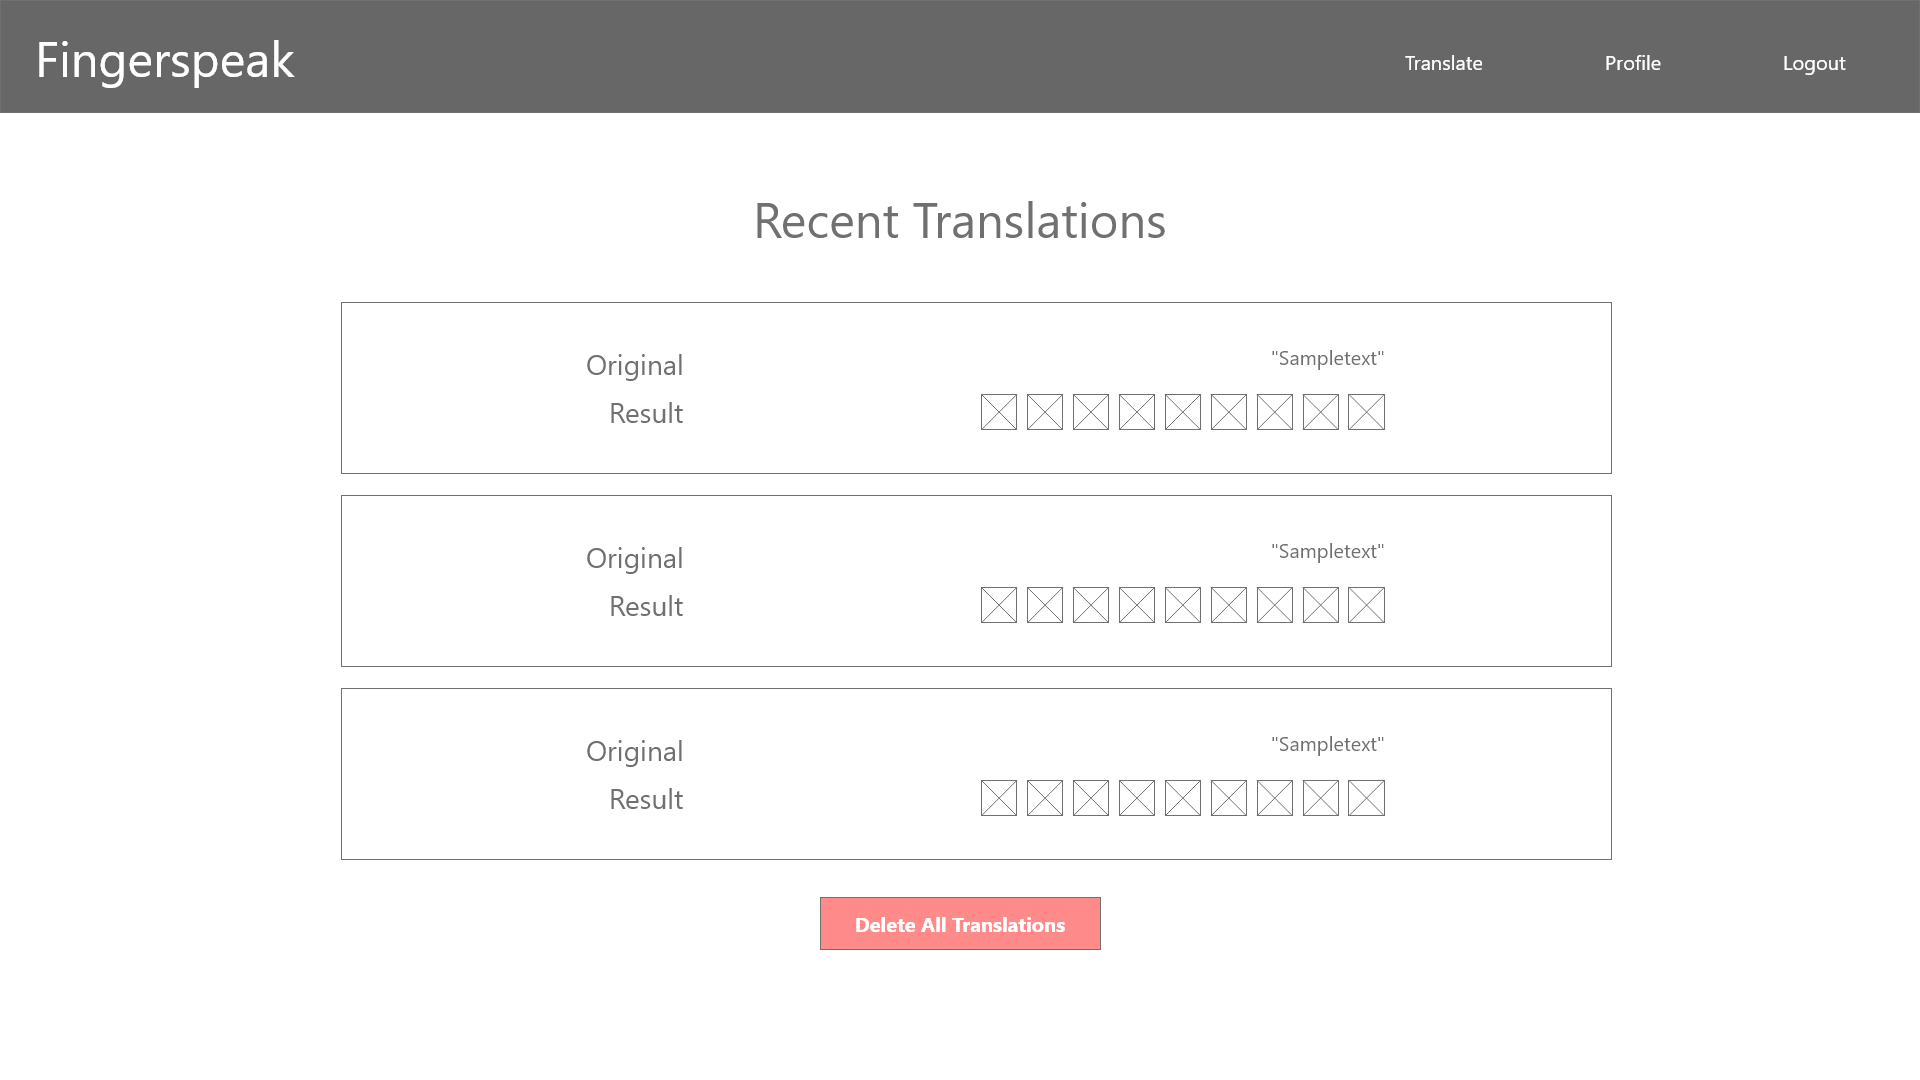 Fingerspeak Translate Profile Logout
Recent Translations
Original "Sampletext"
Result
Original "Sampletext"
Result
Original "Sampletext"
Result
Delete All Translations